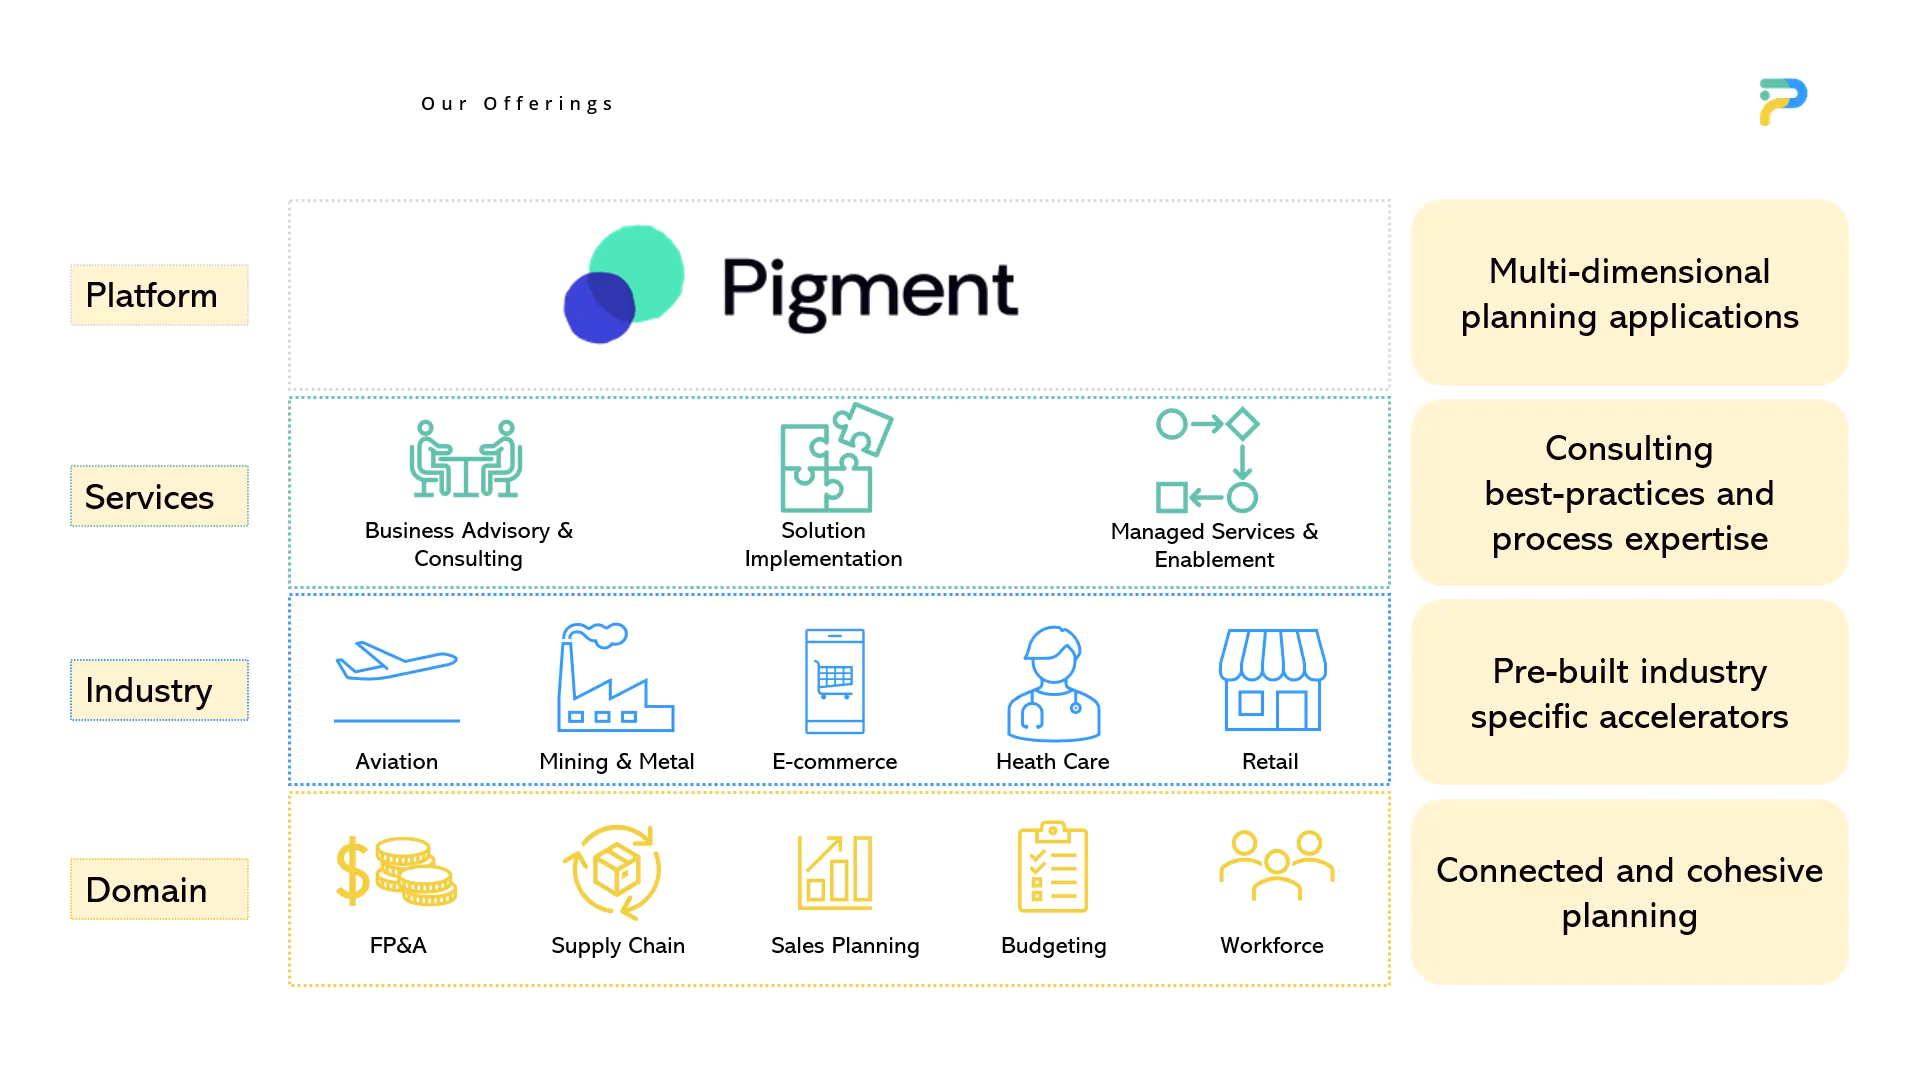 Our Offerings
Platform
Pigment
Multi-dimensional
planning applications
Services
Business Advisory &
Consulting
Solution
Implementation
Managed Services &
Enablement
Consulting
best-practices and
process expertise
Industry
Aviation
Mining & Metal
E-commerce
Heath Care
Retail
Pre-built industry
specific accelerators
Domain
FP&A
Supply Chain
Sales Planning
Budgeting
Workforce
Connected and cohesive
planning